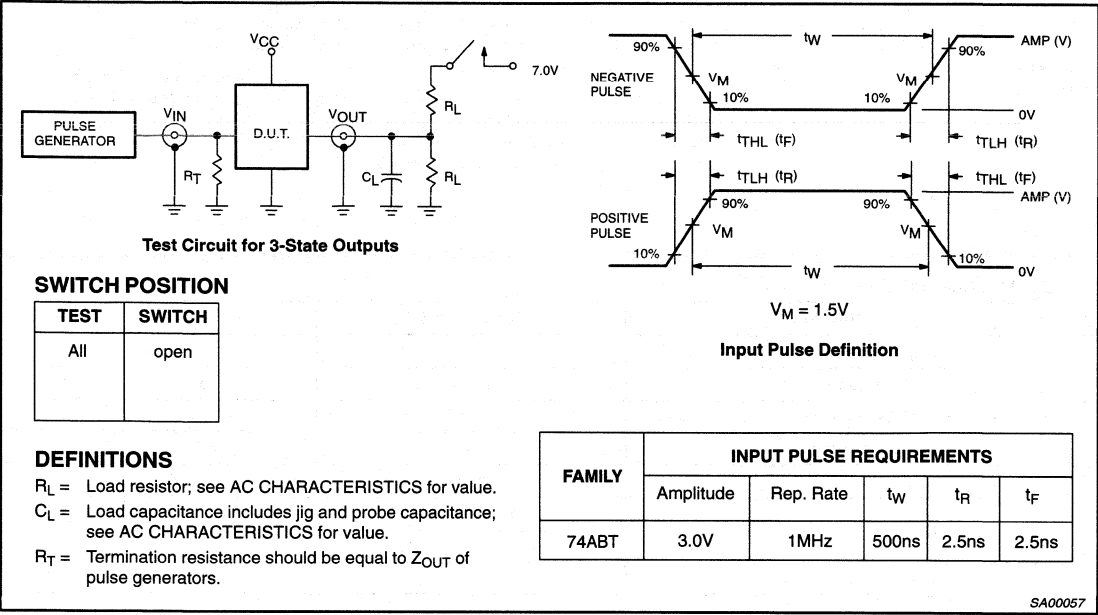 VCC
7.0V
RL
PULSE
GENERATOR
VIN
D.U.T.
VOUT
RT
CL
RL
Test Circuit for 3-State Outputs
90%
tW
90%
AMP (V)
NEGATIVE
PULSE
VM
VM
10%
10%
0V
tTHL (tF)
tTLH (tR)
tTLH (tR)
tTHL (tF)
AMP (V)
90%
90%
POSITIVE
PULSE
VM
VM
10%
10%
tW
0V
VM = 1.5V
Input Pulse Definition
SWITCH POSITION
TEST SWITCH
All open
DEFINITIONS
RL = Load resistor; see AC CHARACTERISTICS for value.
CL = Load capacitance includes jig and probe capacitance;
see AC CHARACTERISTICS for value.
RT = Termination resistance should be equal to ZOUT of
pulse generators.
FAMILY INPUT PULSE REQUIREMENTS
Amplitude Rep. Rate tW tR tF
74ABT 3.0V 1MHz 500ns 2.5ns 2.5ns
SA00057